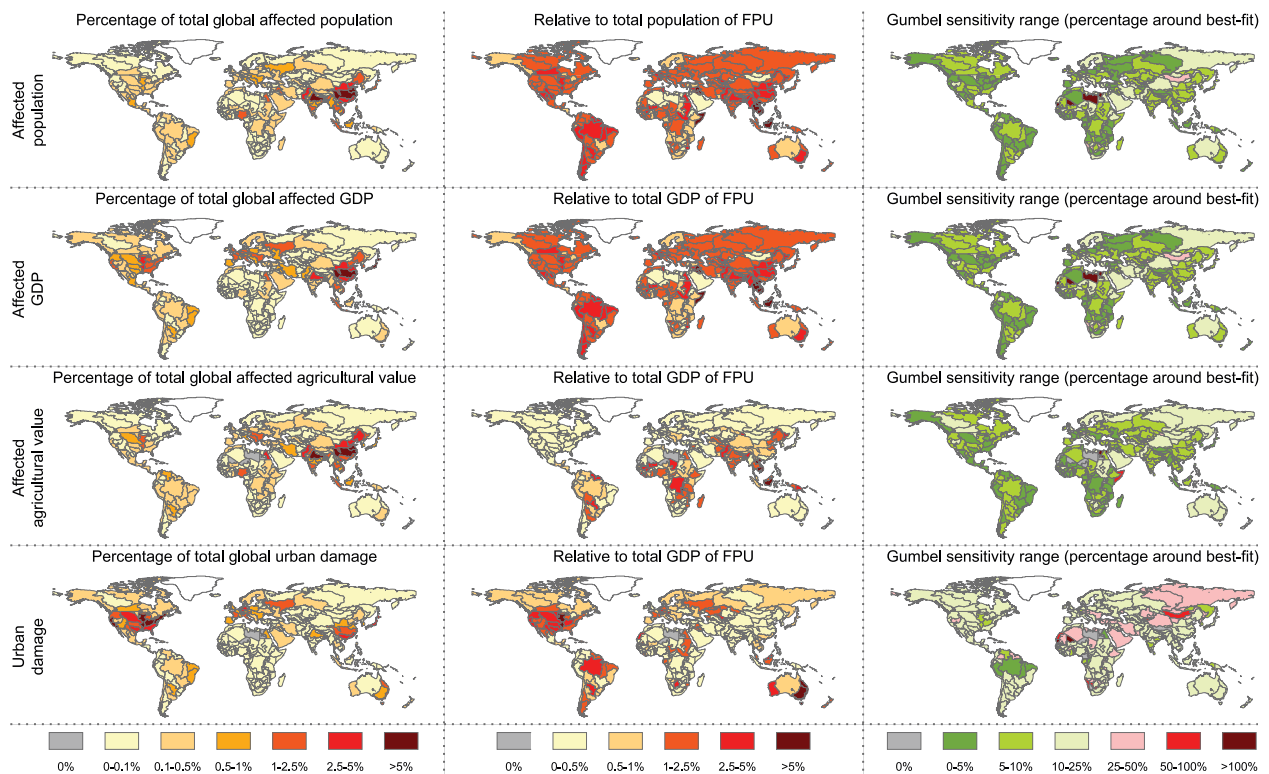 Percentage of total global affected population
Relative to total population of FPU
Gumbel sensitivity range (percentage around best-fit)
Affected
population
Percentage of total global affected GDP
Relative to total GDP of FPU
Gumbel sensitivity range (percentage around best-fit)
Affected
GDP
Percentage of total global affected agricultural value
Relative to total GDP of FPU
Gumbel sensitivity range (percentage around best-fit)
Affected
agricultural value
Percentage of total global urban damage
Relative to total GDP of FPU
Gumbel sensitivity range (percentage around best-fit)
Urban
damage
0% 0-0.1% 0.1-0.5% 0.5-1% 1-2.5% 2.5-5% >5%
0% 0-0.5% 0.5-1% 1-2.5% 2.5-5% >5%
0% 0-5% 5-10% 10-25% 25-50% 50-100% >100%